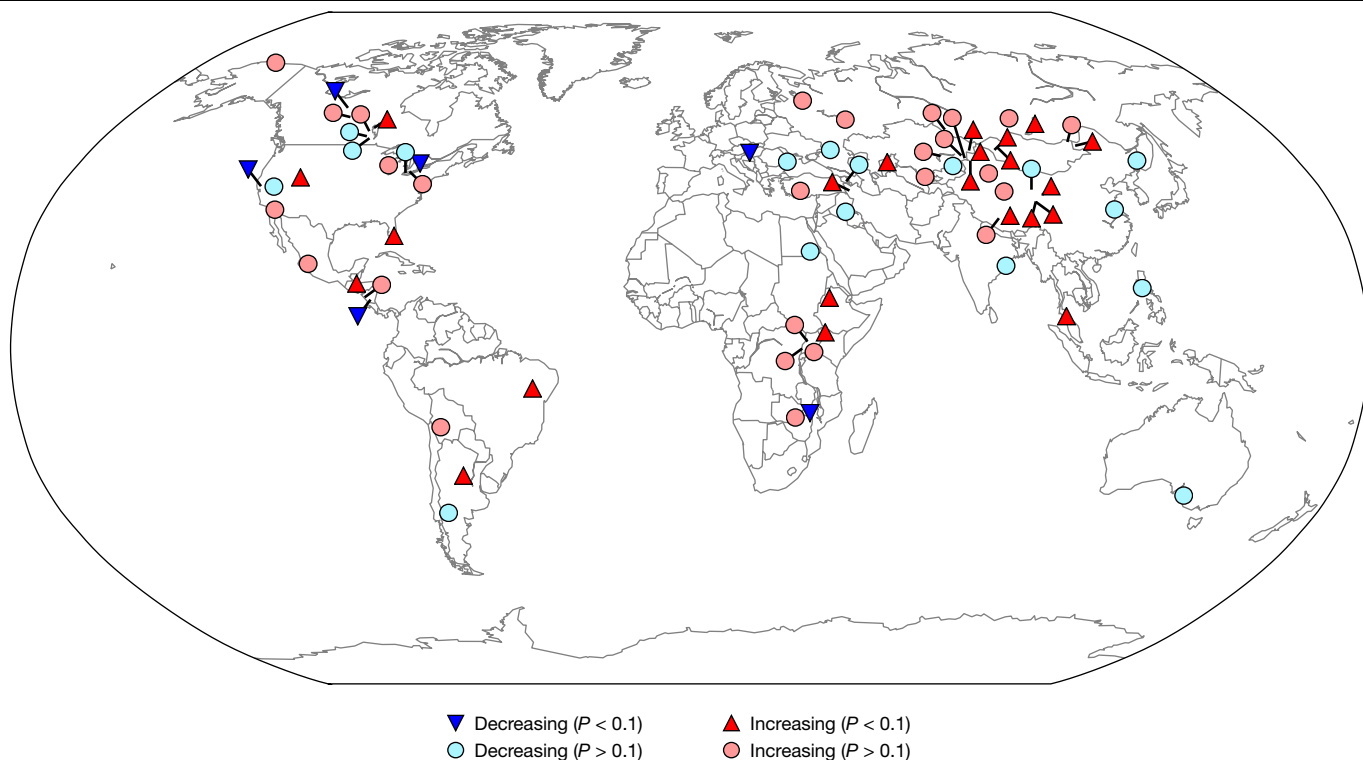 Decreasing (P < 0.1)
Increasing (P < 0.1)
Decreasing (P > 0.1)
Increasing (P > 0.1)